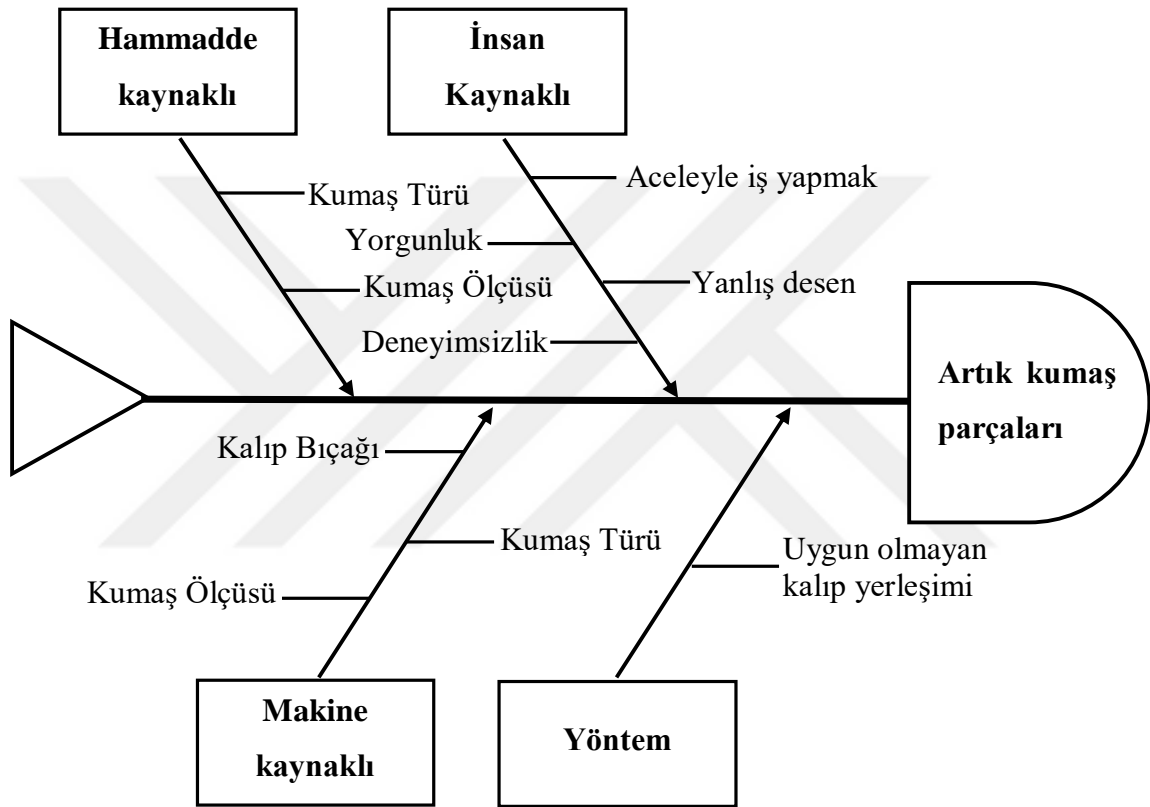 Hammadde
kaynaklı
İnsan
Kaynaklı
Kumaş Türü
Aceleyle iş yapmak
Yorgunluk
Kumaş Ölçüsü
Yanlış desen
Deneyimsizlik
Artık kumaş
parçaları
Kalıp Bıçağı
Kumaş Türü
Uygun olmayan
kalıp yerleşimi
Kumaş Ölçüsü
Makine
kaynaklı
Yöntem